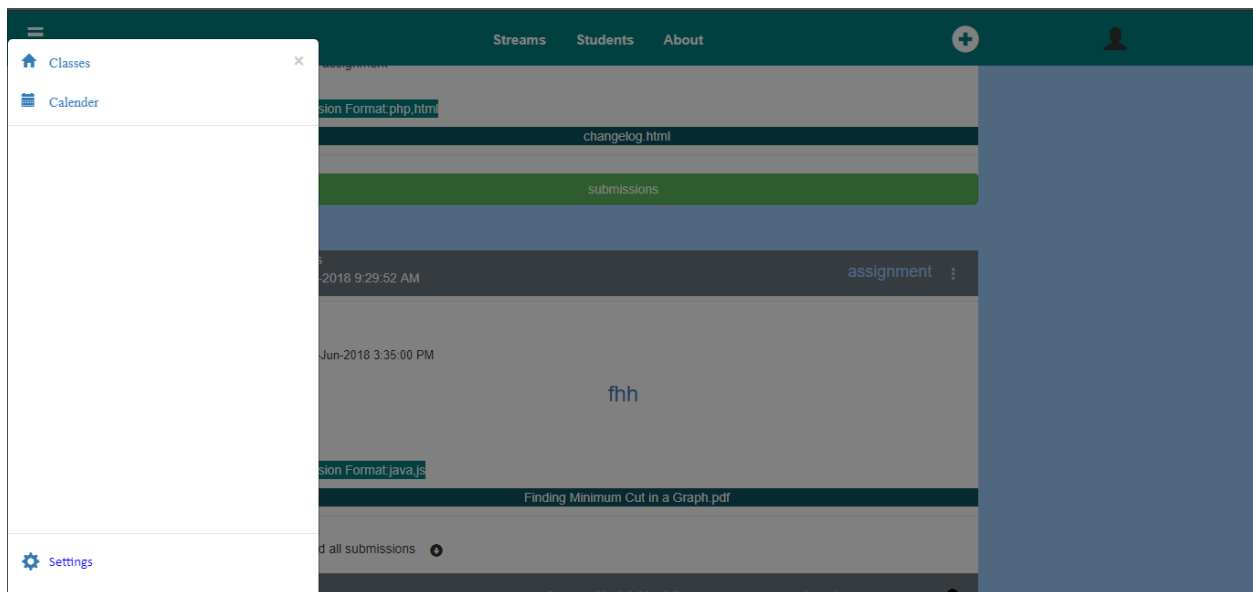 Streams Students About
Classes ×
Calender
sion Format:php,html
changelog.html
submissions
-2018 9:29:52 AM
assignment
-Jun-2018 3:35:00 PM
fhh
sion Format:java,js
Finding Minimum Cut in a Graph.pdf
d all submissions
Settings